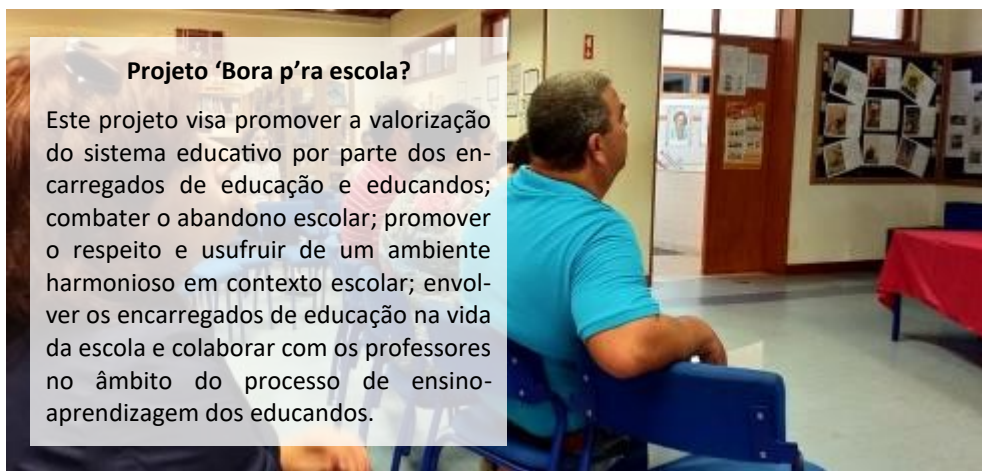 Projeto ‘Bora p’ra escola?
Este projeto visa promover a valorização
do sistema educativo por parte dos en-
carregados de educação e educandos;
combater o abandono escolar; promover
o respeito e usufruir de um ambiente
harmonioso em contexto escolar; envol-
ver os encarregados de educação na vida
da escola e colaborar com os professores
no âmbito do processo de ensino-
aprendizagem dos educandos.